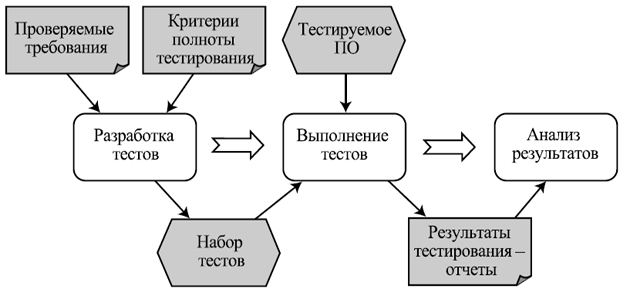 Проверяемые
требования
Критерии
полноты
тестирования
Тестируемое
ПО
Разработка
тестов
Выполнение
тестов
Анализ
результатов
Набор
тестов
Результаты
тестирования –
отчеты